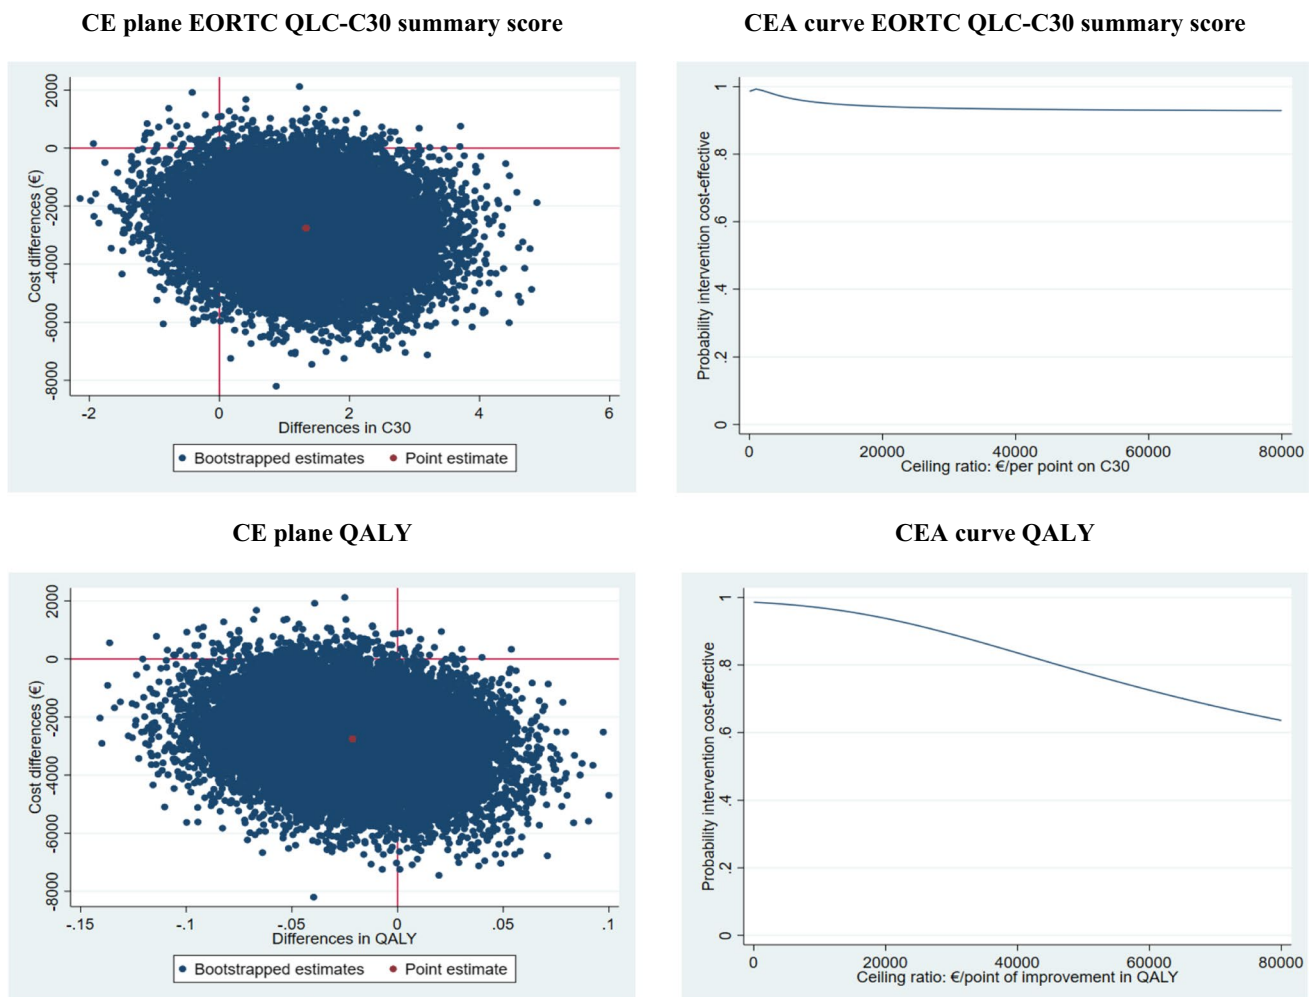 CE plane EORTC QLC-C30 summary score
CEA curve EORTC QLC-C30 summary score
Cost differences (€)
2000
0
-2000
-4000
-6000
-8000
-2
0
2
4
6
Differences in C30
Bootstrapped estimates
Point estimate
Probability intervention cost-effective
1
.8
.6
.4
.2
0
0
20000
40000
60000
80000
Ceiling ratio: €/per point on C30
CE plane QALY
CEA curve QALY
Cost differences (€)
2000
0
-2000
-4000
-6000
-8000
-.15
-.1
-.05
0
.05
.1
Differences in QALY
Bootstrapped estimates
Point estimate
Probability intervention cost-effective
1
.8
.6
.4
.2
0
0
20000
40000
60000
80000
Ceiling ratio: €/point of improvement in QALY